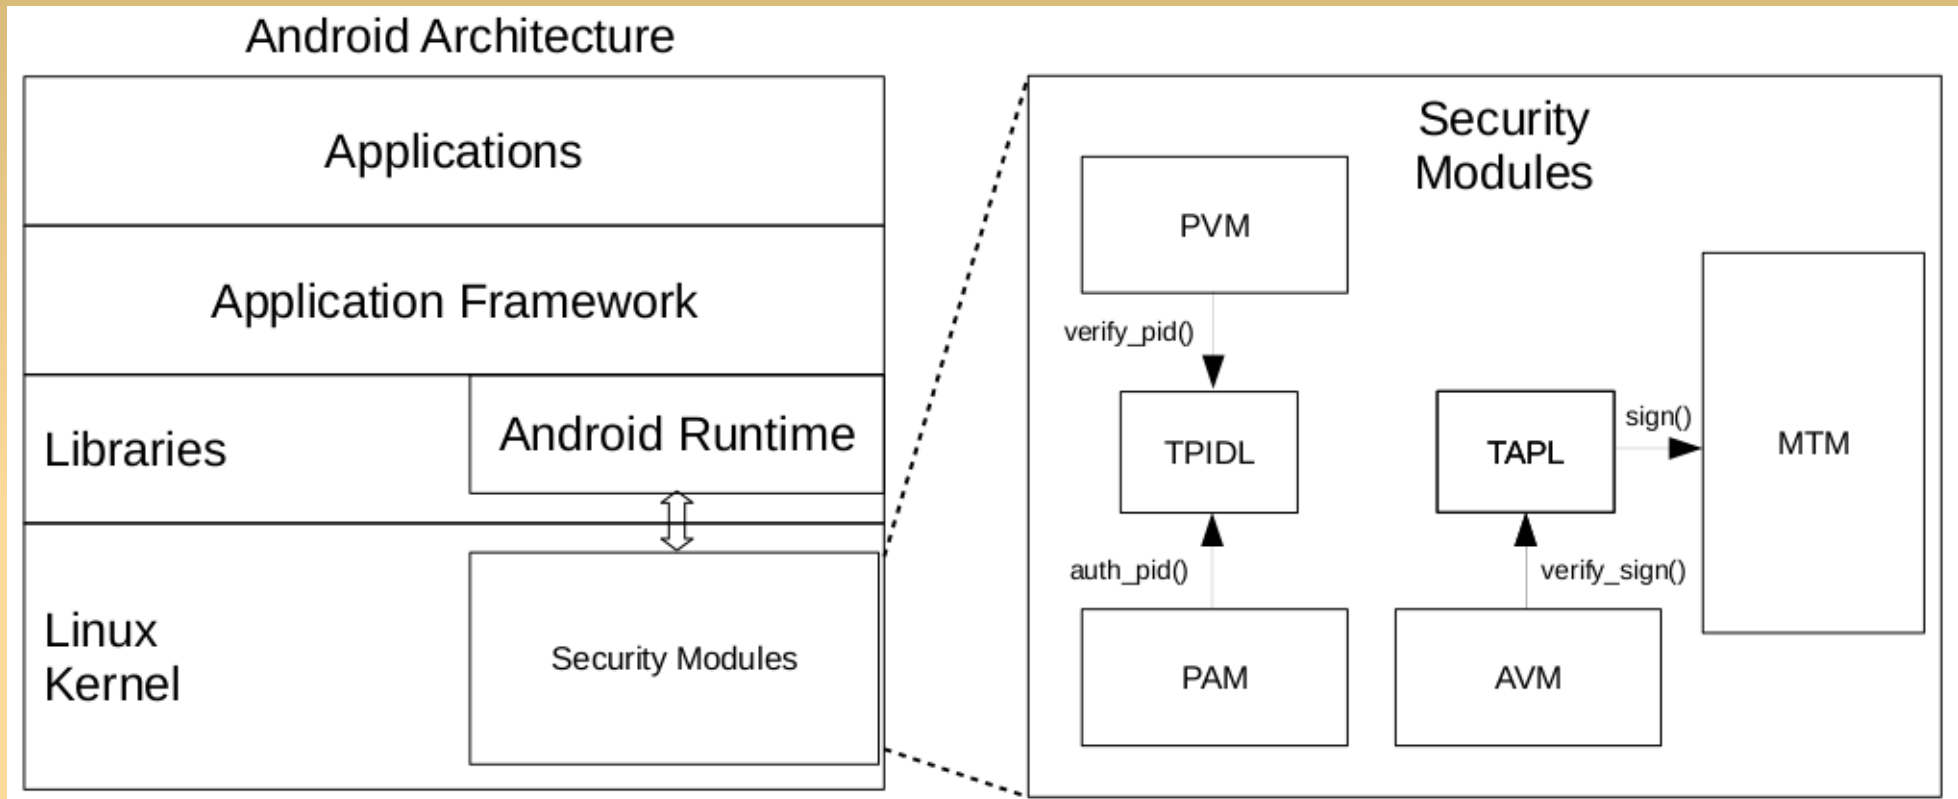 Android Architecture
Applications
Application Framework
Libraries
Android Runtime
Linux
Kernel
Security Modules
Security
Modules
PVM
verify_pid()
TPIDL
TAPL
sign()
MTM
auth_pid()
verify_sign()
PAM
AVM